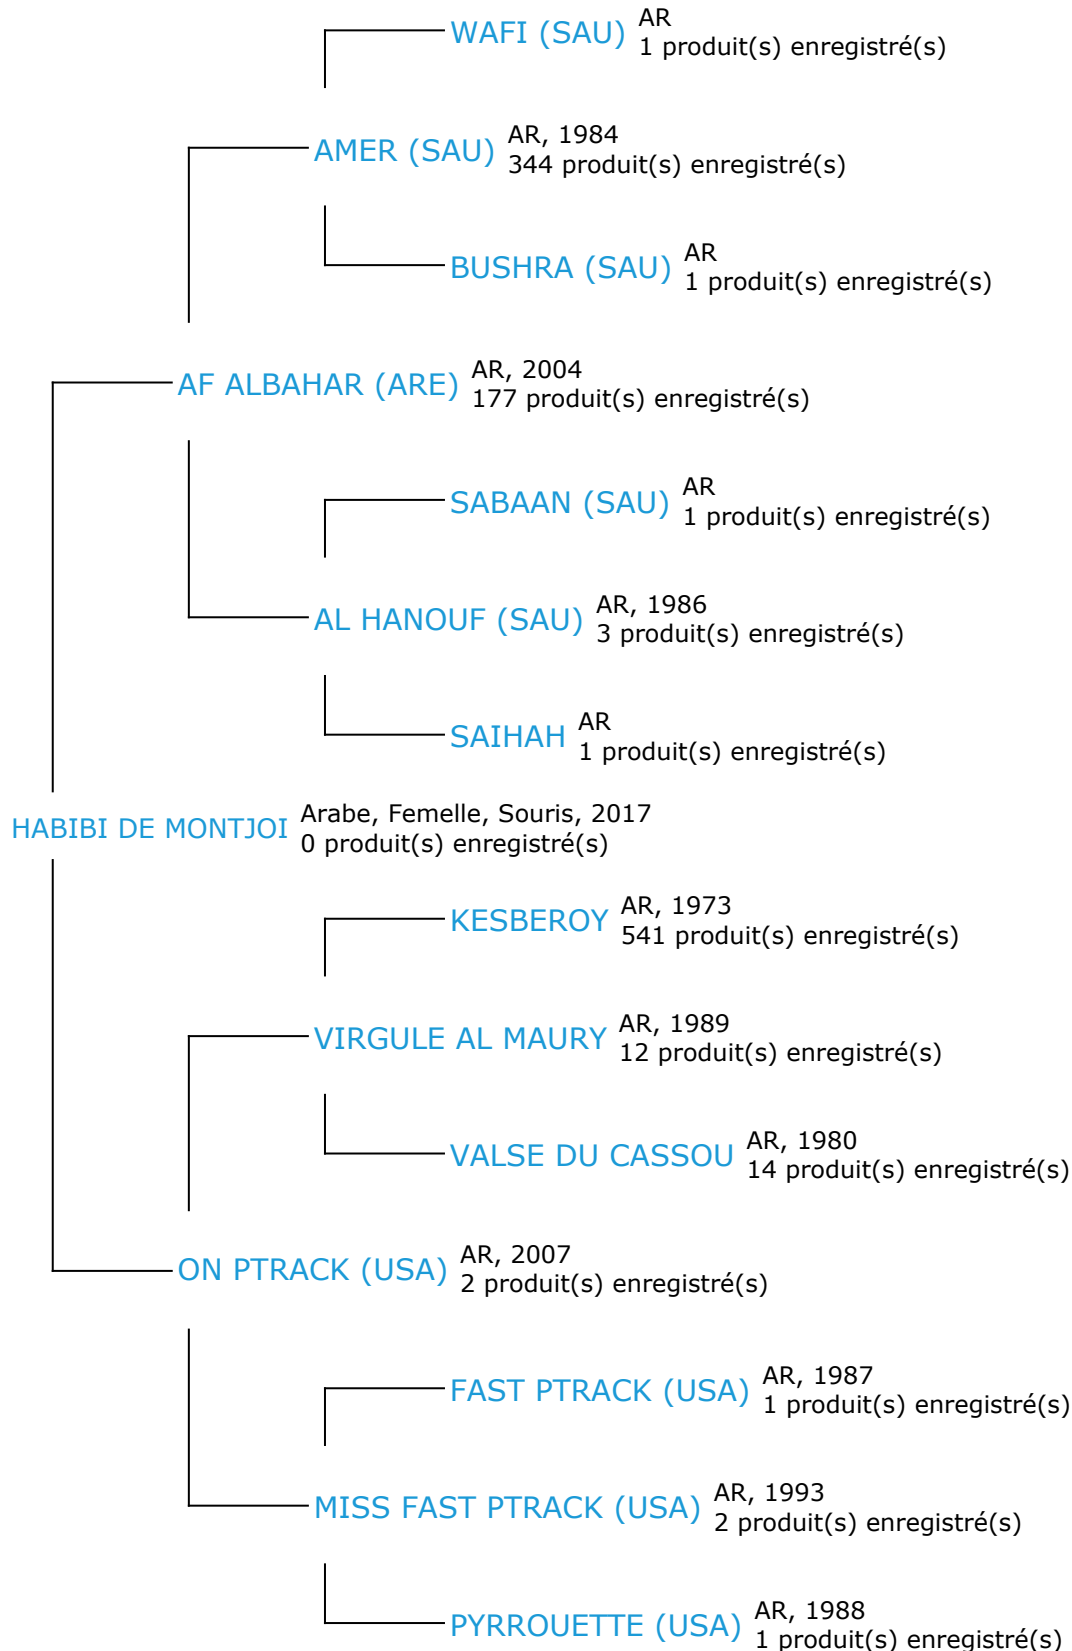 WAFI (SAU) AR
1 produit(s) enregistré(s)
AMER (SAU) AR, 1984
344 produit(s) enregistré(s)
BUSHRA (SAU) AR
1 produit(s) enregistré(s)
AF ALBAHAR (ARE) AR, 2004
177 produit(s) enregistré(s)
SABAAN (SAU) AR
1 produit(s) enregistré(s)
AL HANOUF (SAU) AR, 1986
3 produit(s) enregistré(s)
SAIHAH AR
1 produit(s) enregistré(s)
HABIBI DE MONTJOI Arabe, Femelle, Souris, 2017
0 produit(s) enregistré(s)
KESBEROY AR, 1973
541 produit(s) enregistré(s)
VIRGULE AL MAURY AR, 1989
12 produit(s) enregistré(s)
VALSE DU CASSOU AR, 1980
14 produit(s) enregistré(s)
ON PTRACK (USA) AR, 2007
2 produit(s) enregistré(s)
FAST PTRACK (USA) AR, 1987
1 produit(s) enregistré(s)
MISS FAST PTRACK (USA) AR, 1993
2 produit(s) enregistré(s)
PYRROUETTE (USA) AR, 1988
1 produit(s) enregistré(s)